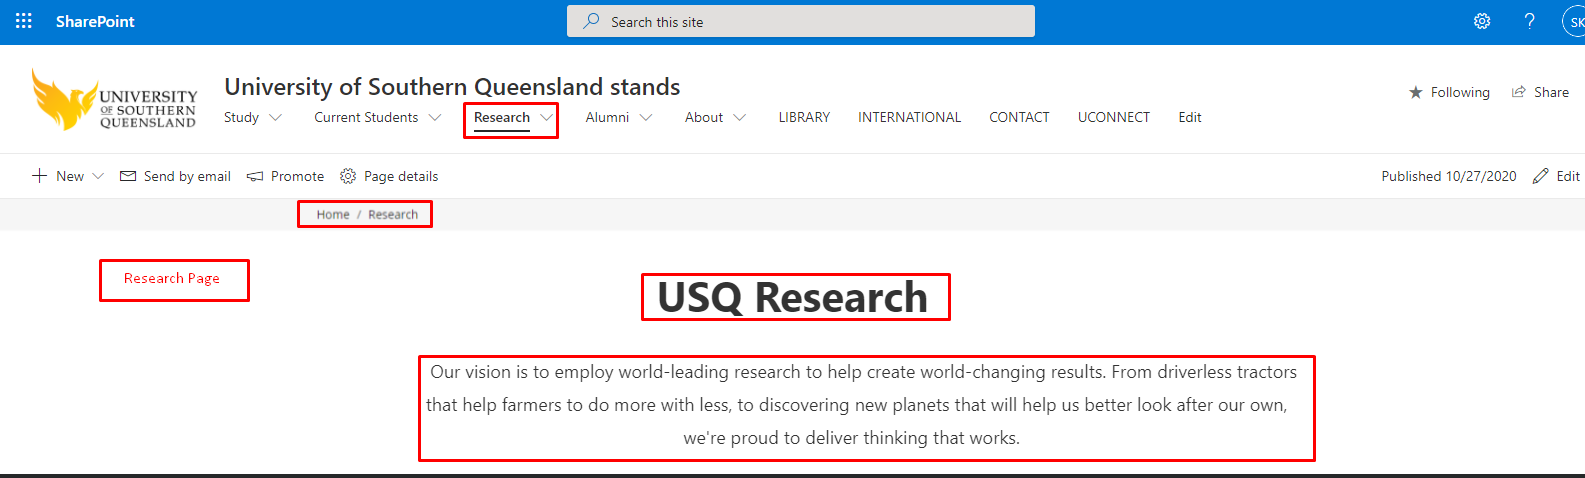 SharePoint
Search this site
?
SK
UNIVERSITY
OF SOUTHERN
QUEENSLAND
University of Southern Queensland stands
Study Current Students Research Alumni About LIBRARY INTERNATIONAL CONTACT UCONNECT Edit
Following Share
New Send by email Promote Page details Published 10/27/2020 Edit
Home / Research
Research Page
USQ Research
Our vision is to employ world-leading research to help create world-changing results. From driverless tractors
that help farmers to do more with less, to discovering new planets that will help us better look after our own,
we're proud to deliver thinking that works.